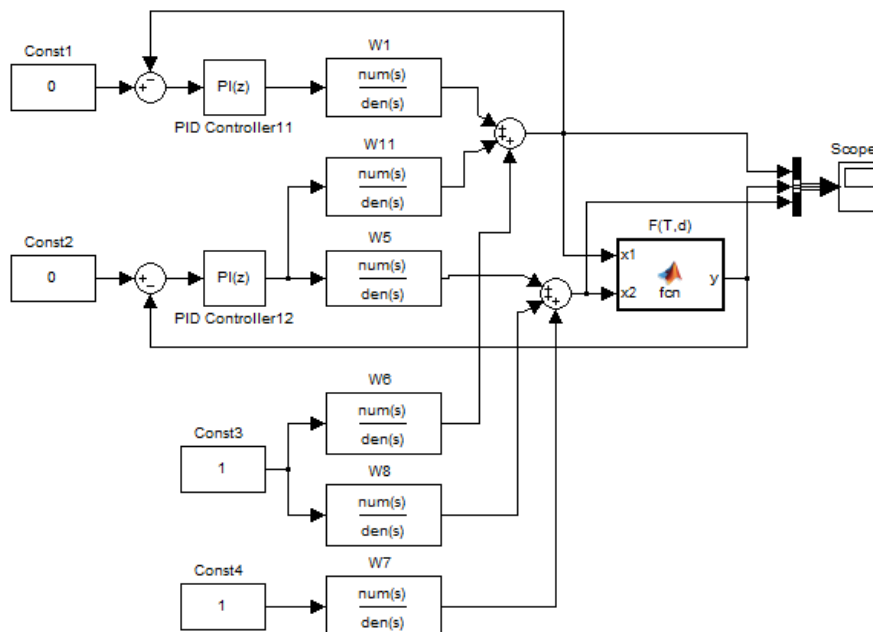 Const1
0
+
−
PI(z)
PID Controller11
W1
num(s)
den(s)
W11
num(s)
den(s)
+
+
+
Scope
Const2
0
+
−
PI(z)
PID Controller12
W5
num(s)
den(s)
+
+
+
F(T,d)
x1
x2
fcn
y
Const3
1
W6
num(s)
den(s)
W8
num(s)
den(s)
Const4
1
W7
num(s)
den(s)